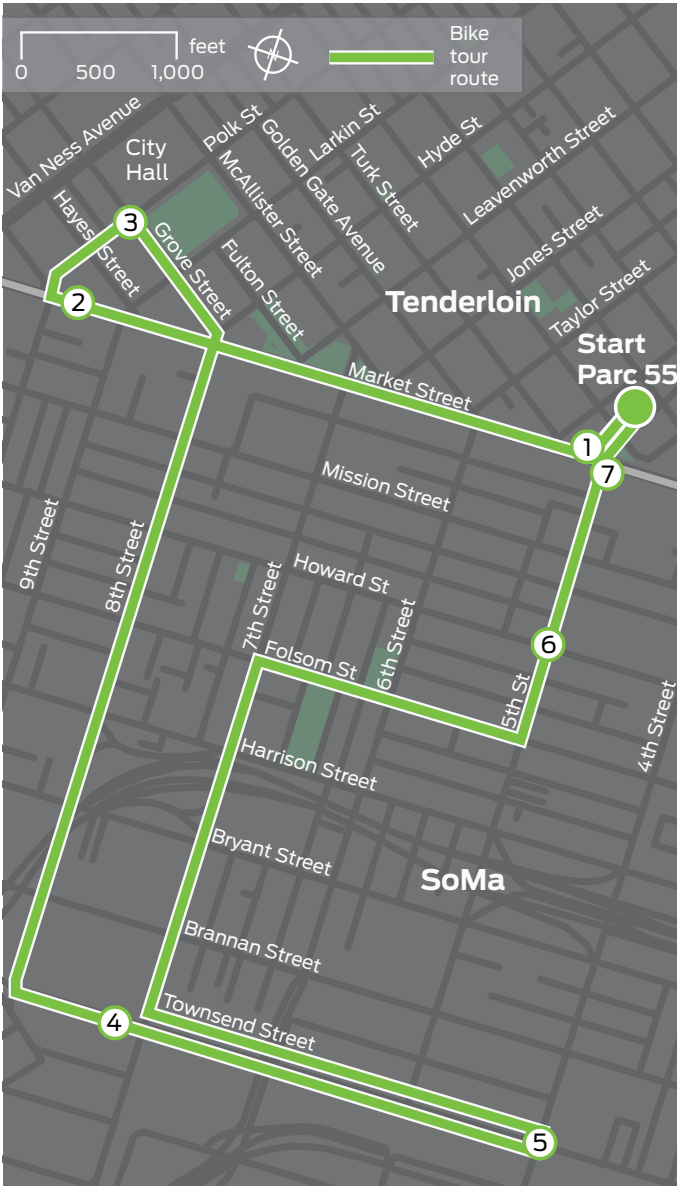 0 500 1,000 feet
Bike
tour
route
Van Ness Avenue
City
Hall
Polk St
Golden Gate Avenue
Larkin St
Hyde St
Leavenworth Street
McAllister Street
Turk Street
Hayes Street
3
Grove Street
Fulton Street
Jones Street
Taylor Street
2
Tenderloin
Start
Parc 55
Market Street
1
7
Mission Street
9th Street
8th Street
7th Street
Howard St
6th Street
6
Folsom St
5th St
4th Street
Harrison Street
Bryant Street
SoMa
Brannan Street
Townsend Street
4
5